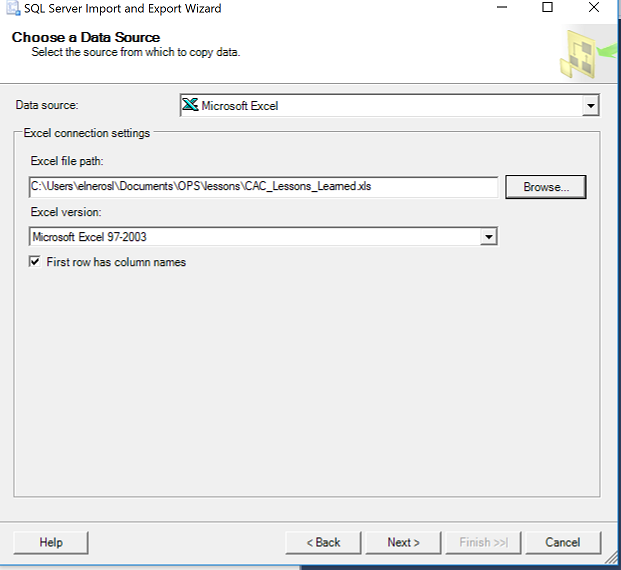 SQL Server Import and Export Wizard
Choose a Data Source
Select the source from which to copy data.
Data source:
Microsoft Excel
Excel connection settings
Excel file path:
C:\Users\elnerosl\Documents\OPS\lessons\CAC_Lessons_Learned.xls
Browse...
Excel version:
Microsoft Excel 97-2003
First row has column names
Help
< Back
Next >
Finish >>|
Cancel